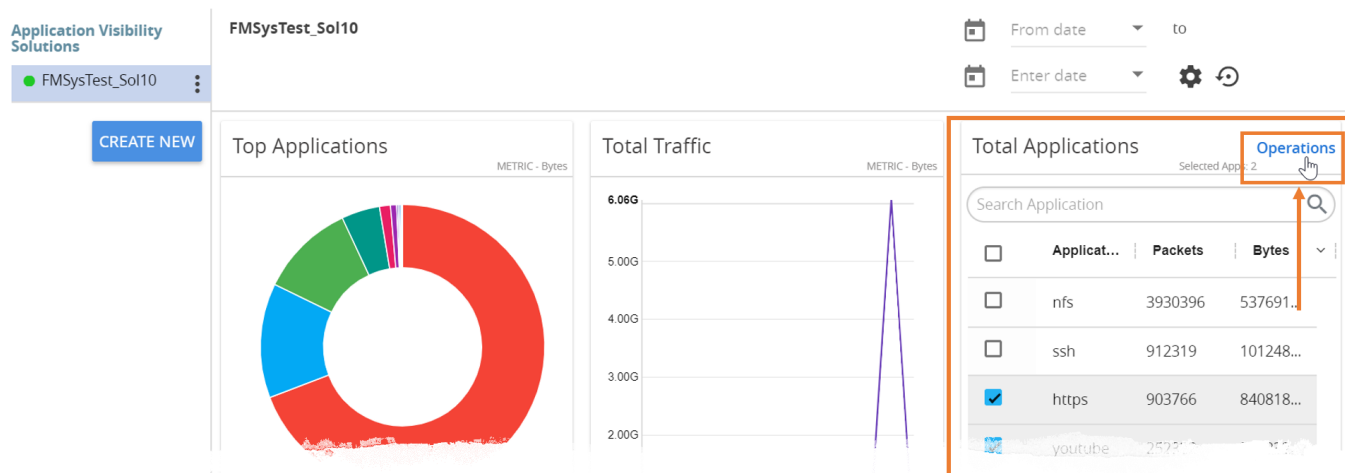 Application Visibility
Solutions
FMSysTest_Sol10
CREATE NEW
FMSysTest_Sol10
From date
to
Enter date
Top Applications
METRIC - Bytes
Total Traffic
METRIC - Bytes
6.06G
5.00G
4.00G
3.00G
2.00G
Total Applications
Operations
Selected Apps: 2
Search Application
Applicat... Packets Bytes
nfs 3930396 537691...
ssh 912319 101248...
https 903766 840818...
youtube